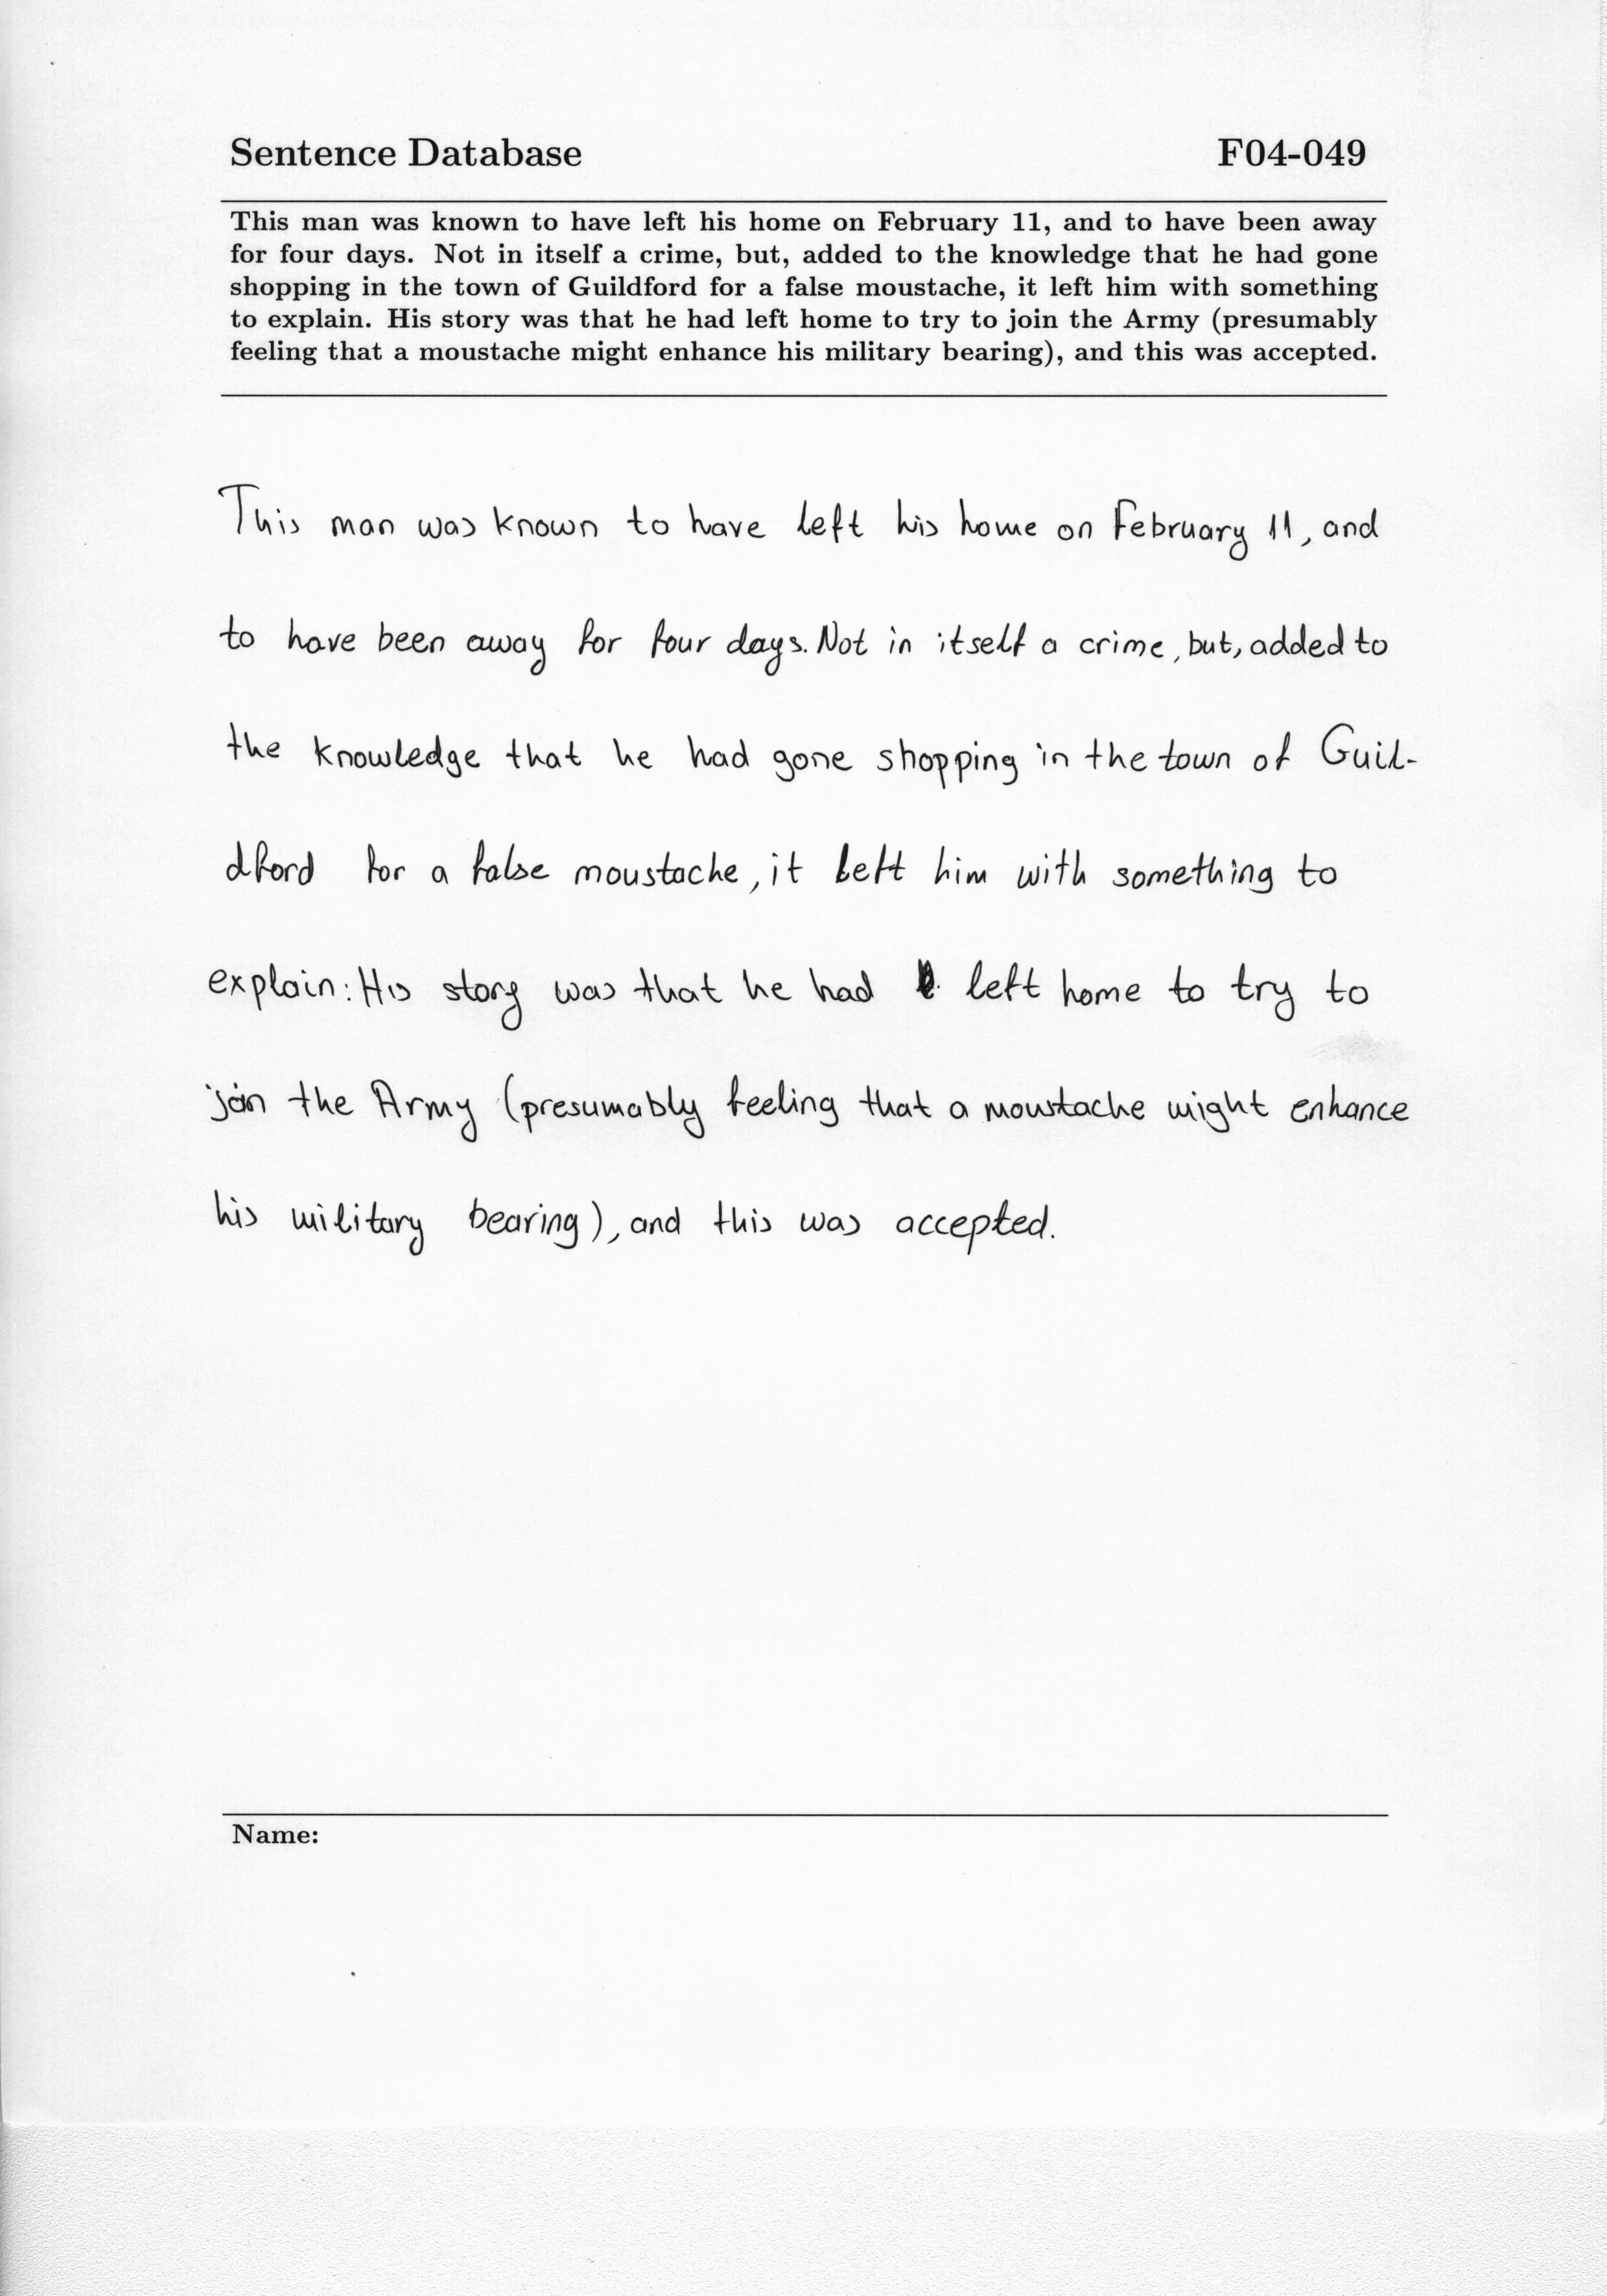 Sentence Database F04-049
This man was known to have left his home on February 11, and to have been away
for four days. Not in itself a crime, but, added to the knowledge that he had gone
shopping in the town of Guildford for a false moustache, it left him with something
to explain. His story was that he had left home to try to join the Army (presumably
feeling that a moustache might enhance his military bearing), and this was accepted.
This man was known to have left his home on February 11, and
to have been away for four days. Not in itself a crime, but, added to
the knowledge that he had gone shopping in the town of Guil-
dford for a false moustache, it left him with something to
explain: His story was that he had left home to try to
join the Army (presumably feeling that a moustache might enhance
his military bearing), and this was accepted.
Name: